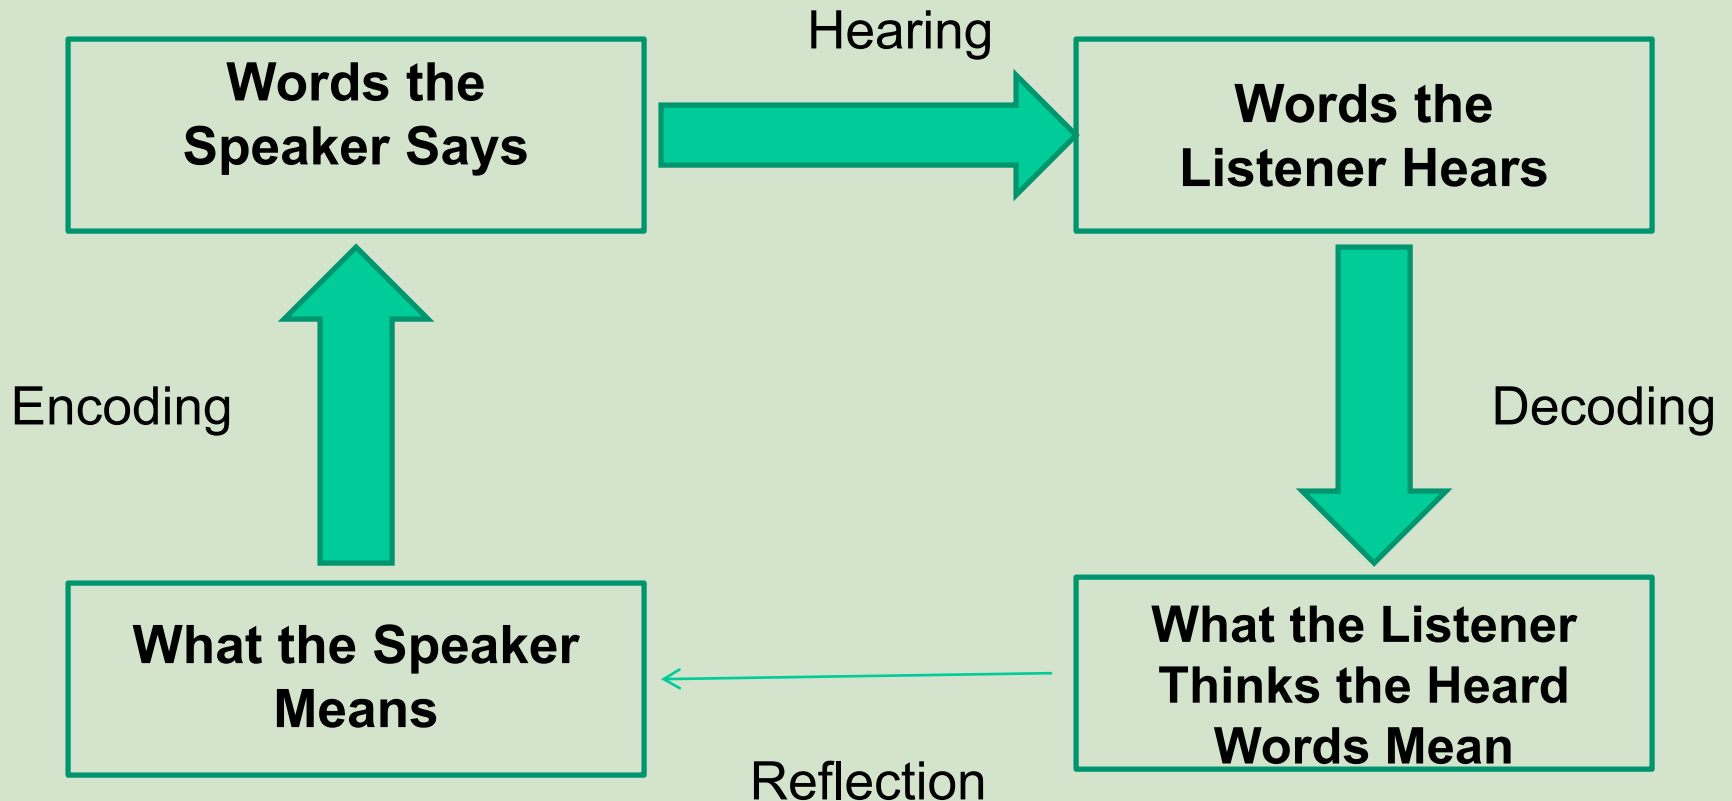 Hearing
Words the
Speaker Says
Words the
Listener Hears
Encoding
Decoding
What the Speaker
Means
What the Listener
Thinks the Heard
Words Mean
Reflection